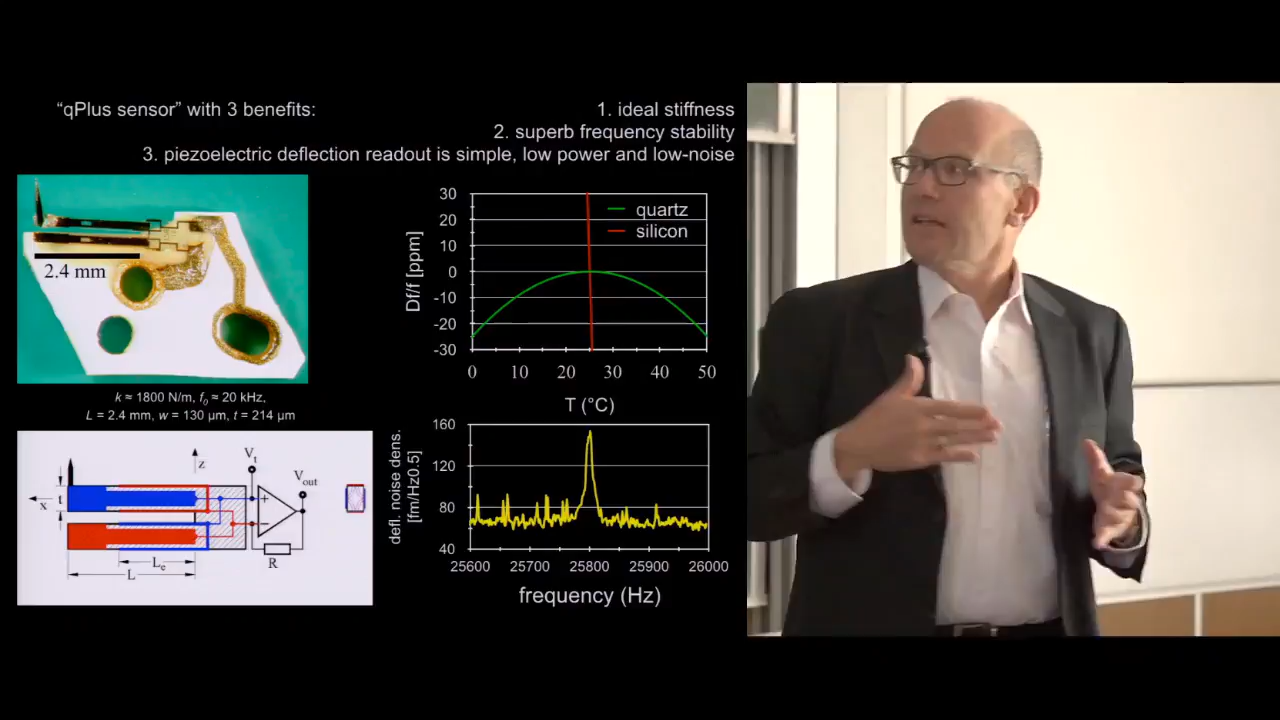 “qPlus sensor” with 3 benefits:
1. ideal stiffness
2. superb frequency stability
3. piezoelectric deflection readout is simple, low power and low-noise
2.4 mm
k ≈ 1800 N/m, f₀ ≈ 20 kHz,
L = 2.4 mm, w = 130 µm, t = 214 µm
z
Vt
Vout
x
t
+
−
R
Le
L
30
20
10
0
-10
-20
-30
Df/f [ppm]
quartz
silicon
0 10 20 30 40 50
T (°C)
160
120
80
40
defl. noise dens.
[fm/Hz0.5]
25600 25700 25800 25900 26000
frequency (Hz)